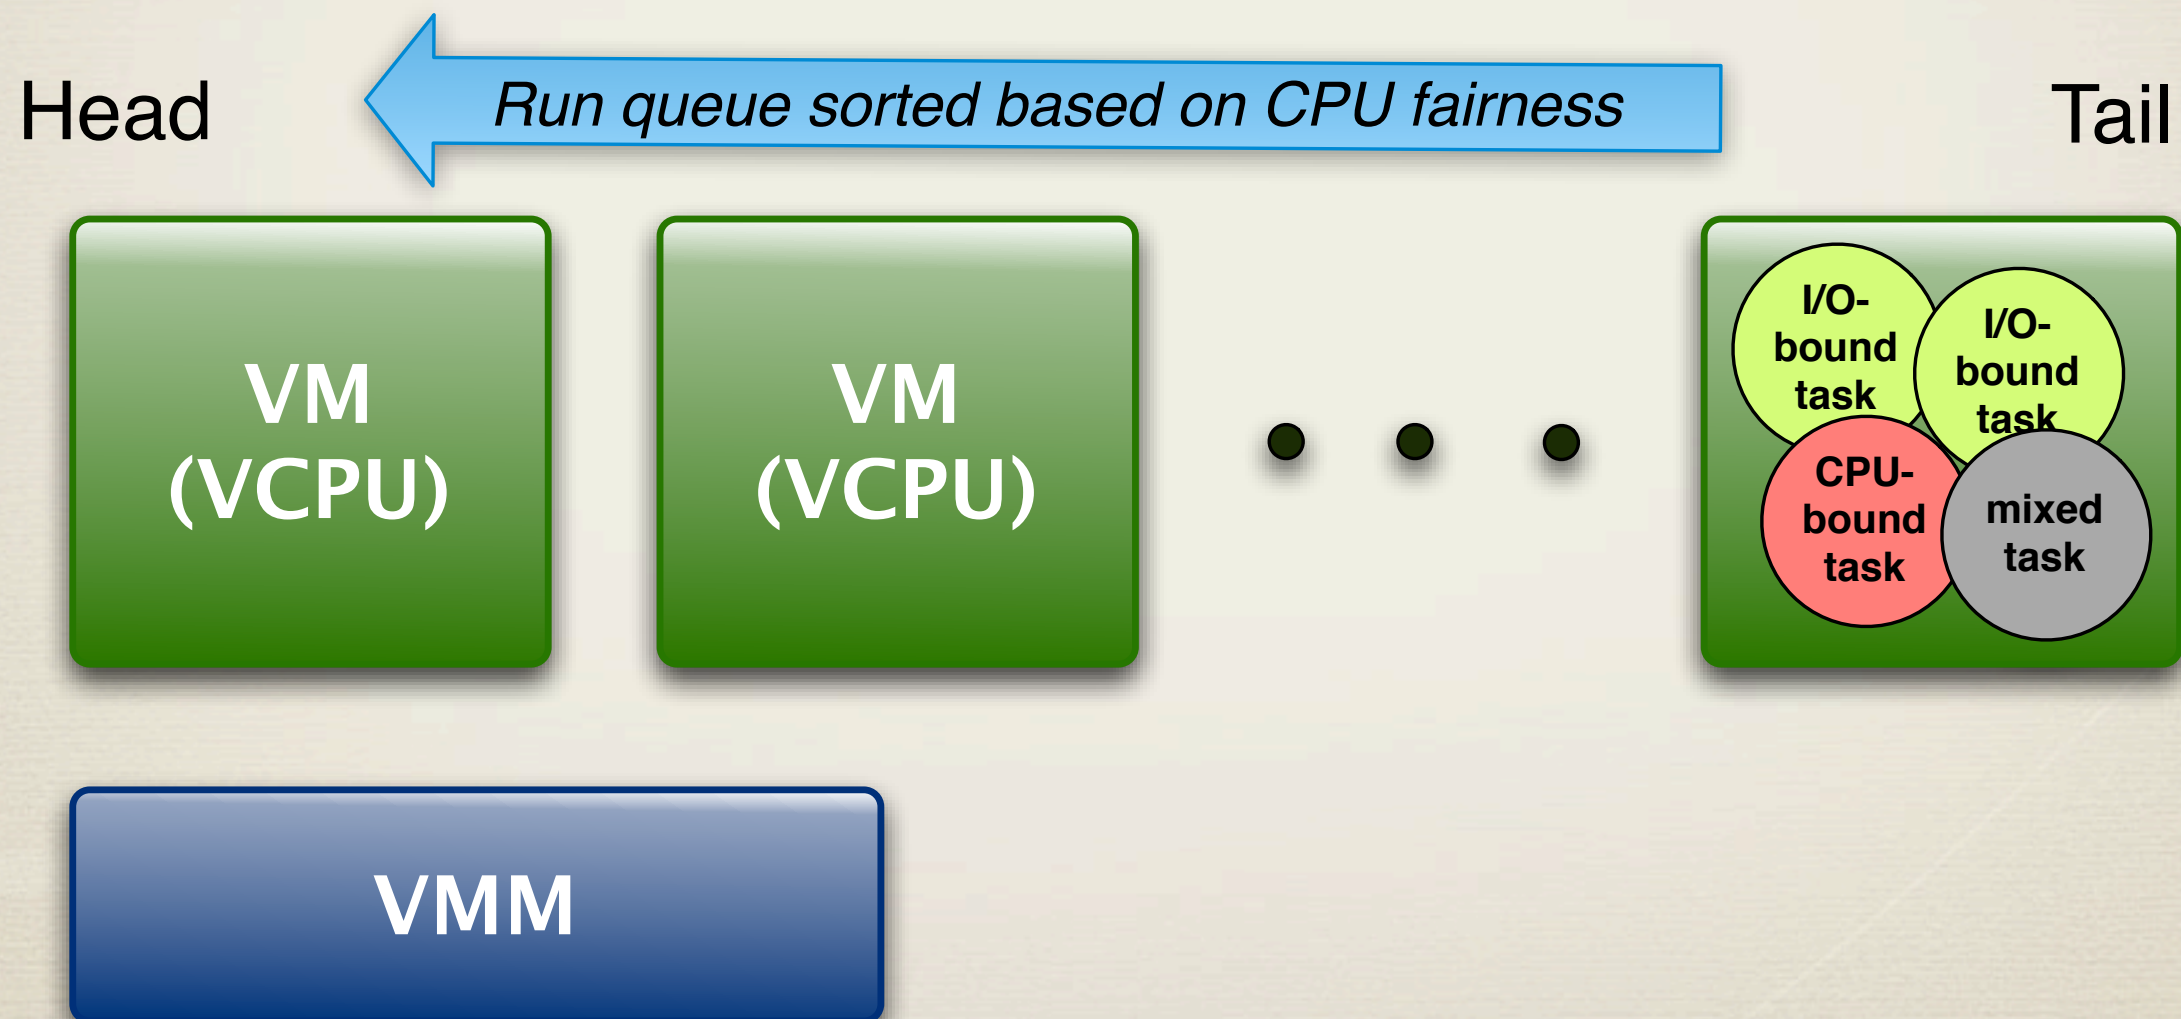 Head
Run queue sorted based on CPU fairness
Tail
VM
(VCPU)
VM
(VCPU)
I/O-
bound
task
I/O-
bound
task
CPU-
bound
task
mixed
task
VMM